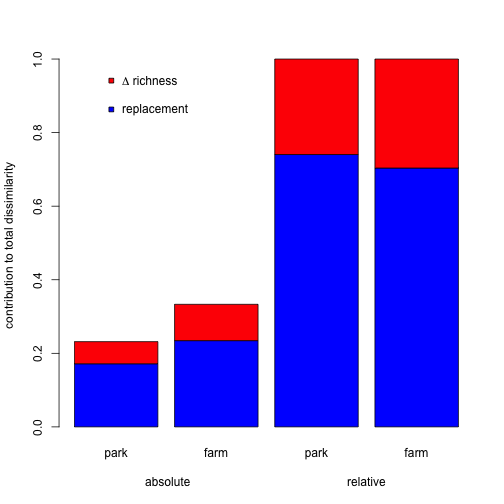 Δ richness
replacement
contribution to total dissimilarity
1.0
0.8
0.6
0.4
0.2
0.0
park farm park farm
absolute relative